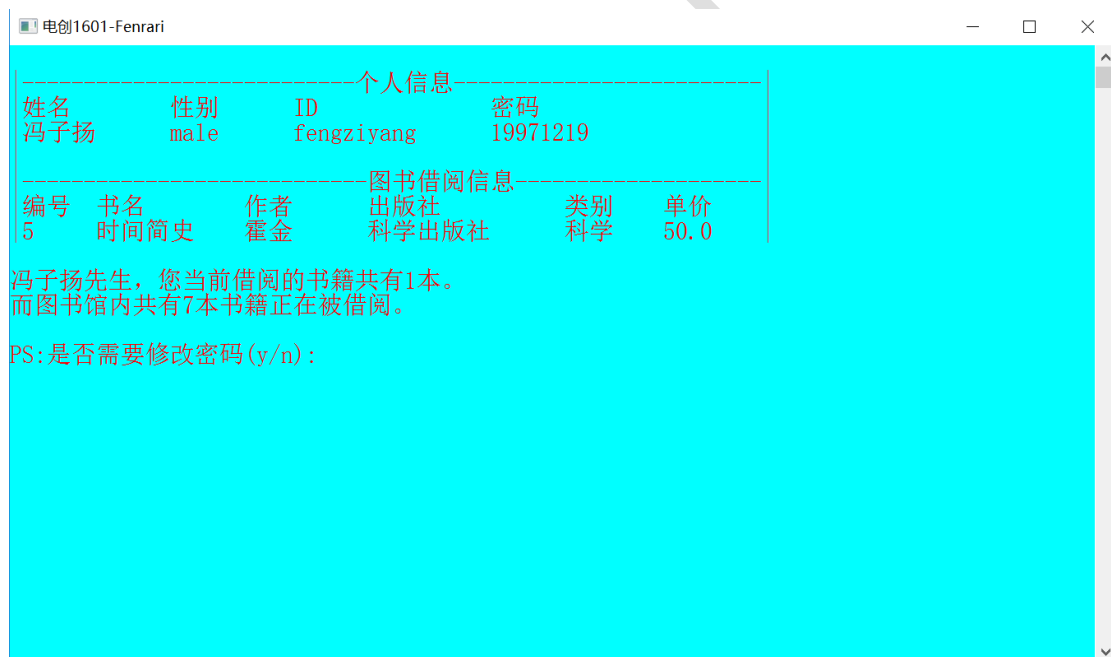 电创1601-Fenrari
|---------------------------个人信息-------------------------|
姓名 性别 ID 密码
冯子扬 male fengziyang 19971219
|----------------------------图书借阅信息--------------------|
编号 书名 作者 出版社 类别 单价
5 时间简史 霍金 科学出版社 科学 50.0
冯子扬先生，您当前借阅的书籍共有1本。
而图书馆内共有7本书籍正在被借阅。
PS:是否需要修改密码(y/n):